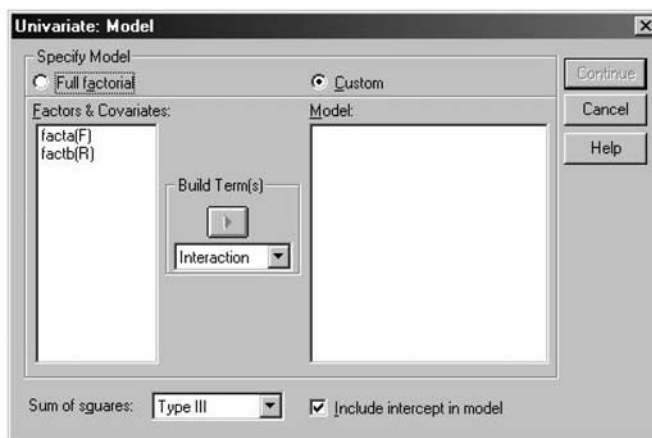 Univariate: Model
Specify Model
Full factorial
Custom
Continue
Factors & Covariates:
Model:
Cancel
facta(F)
factb(R)
Help
Build Term(s)
Interaction
Sum of squares:
Type III
Include intercept in model